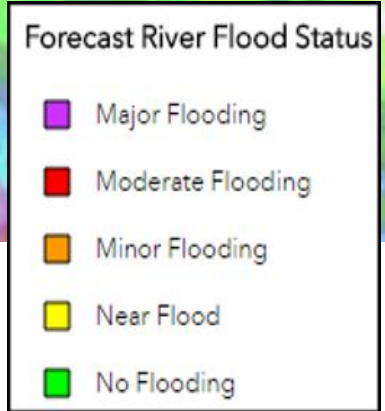 Forecast River Flood Status
Major Flooding
Moderate Flooding
Minor Flooding
Near Flood
No Flooding